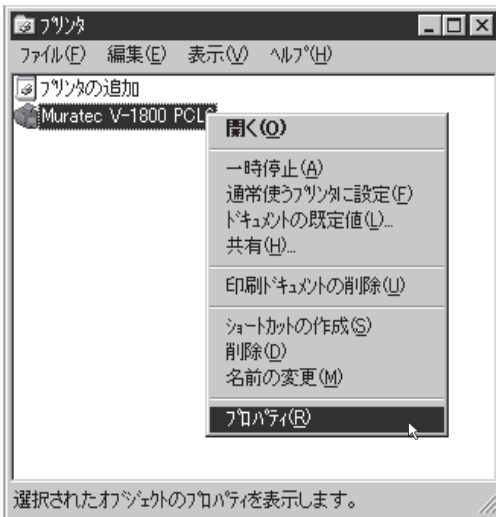 ﾌﾟﾘﾝﾀ
ﾌｧｲﾙ(F) 編集(E) 表示(V) ﾍﾙﾌﾟ(H)
ﾌﾟﾘﾝﾀの追加
Muratec V-1800 PCL
開く(O)
一時停止(A)
通常使うﾌﾟﾘﾝﾀに設定(F)
ﾄﾞｷｭﾒﾝﾄの既定値(L)...
共有(H)...
印刷ﾄﾞｷｭﾒﾝﾄの削除(U)
ｼｮｰﾄｶｯﾄの作成(S)
削除(D)
名前の変更(M)
ﾌﾟﾛﾊﾟﾃｨ(R)
選択されたｵﾌﾞｼﾞｪｸﾄのﾌﾟﾛﾊﾟﾃｨを表示します。